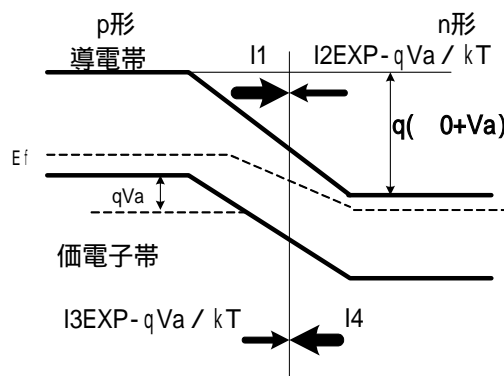 p形 n形
導電帯 I1 I2EXP-qVa / kT
q( 0+Va)
Ef
qVa
価電子帯
I3EXP-qVa / kT I4